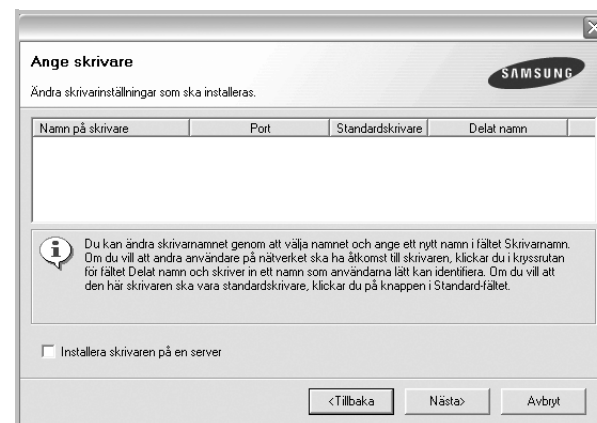 Ange skrivare
Ändra skrivarinställningar som ska installeras.
SAMSUNG
Namn på skrivare Port Standardskrivare Delat namn
Du kan ändra skrivarnamnet genom att välja namnet och ange ett nytt namn i fältet Skrivarnamn.
Om du vill att andra användare på nätverket ska ha åtkomst till skrivaren, klickar du i kryssrutan
för fältet Delat namn och skriver in ett namn som användarna lätt kan identifiera. Om du vill att
den här skrivaren ska vara standardskrivare, klickar du på knappen i Standard-fältet.
Installera skrivaren på en server
<Tillbaka Nästa> Avbryt